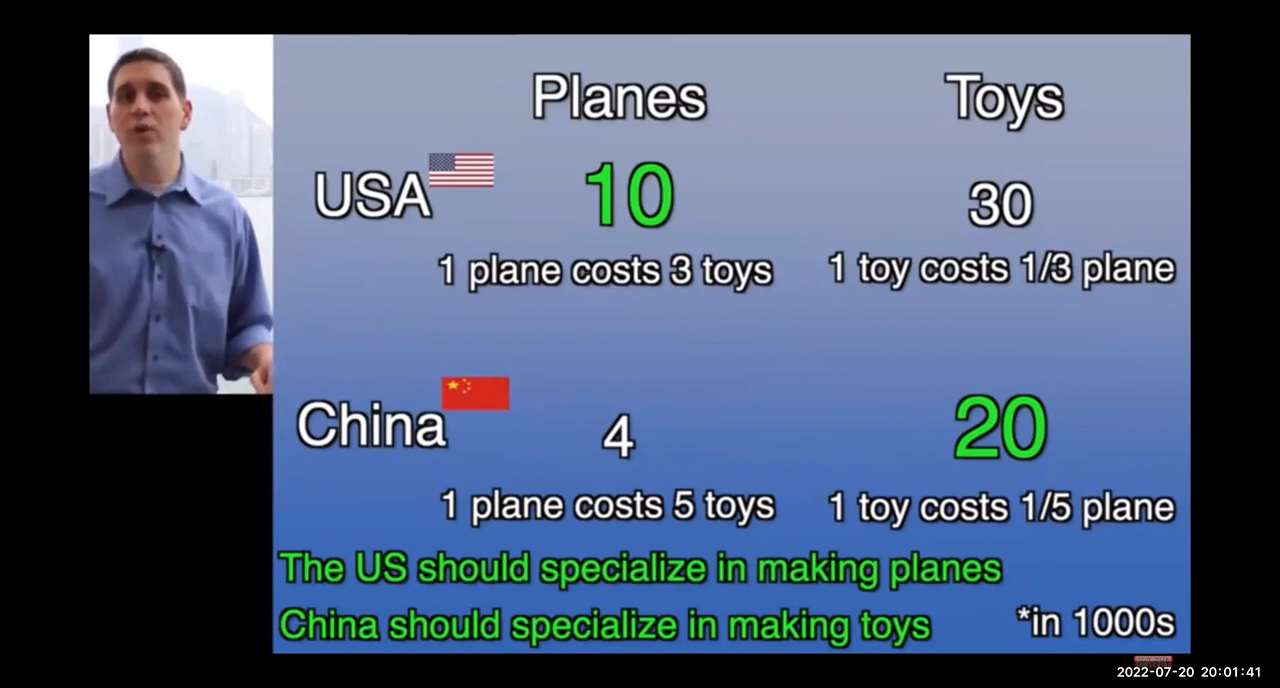 Planes Toys
USA 10 30
1 plane costs 3 toys 1 toy costs 1/3 plane
China 4 20
1 plane costs 5 toys 1 toy costs 1/5 plane
The US should specialize in making planes
China should specialize in making toys *in 1000s
2022-07-20 20:01:41